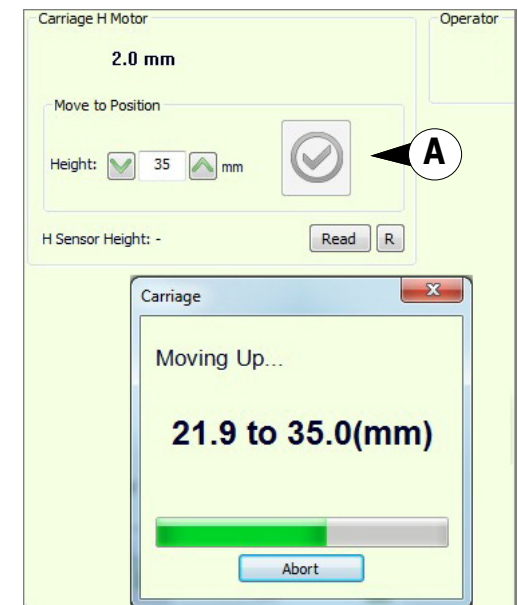 Carriage H Motor
Operator
2.0 mm
Move to Position
Height: 35 mm
A
H Sensor Height: -
Read R
Carriage
Moving Up...
21.9 to 35.0(mm)
Abort